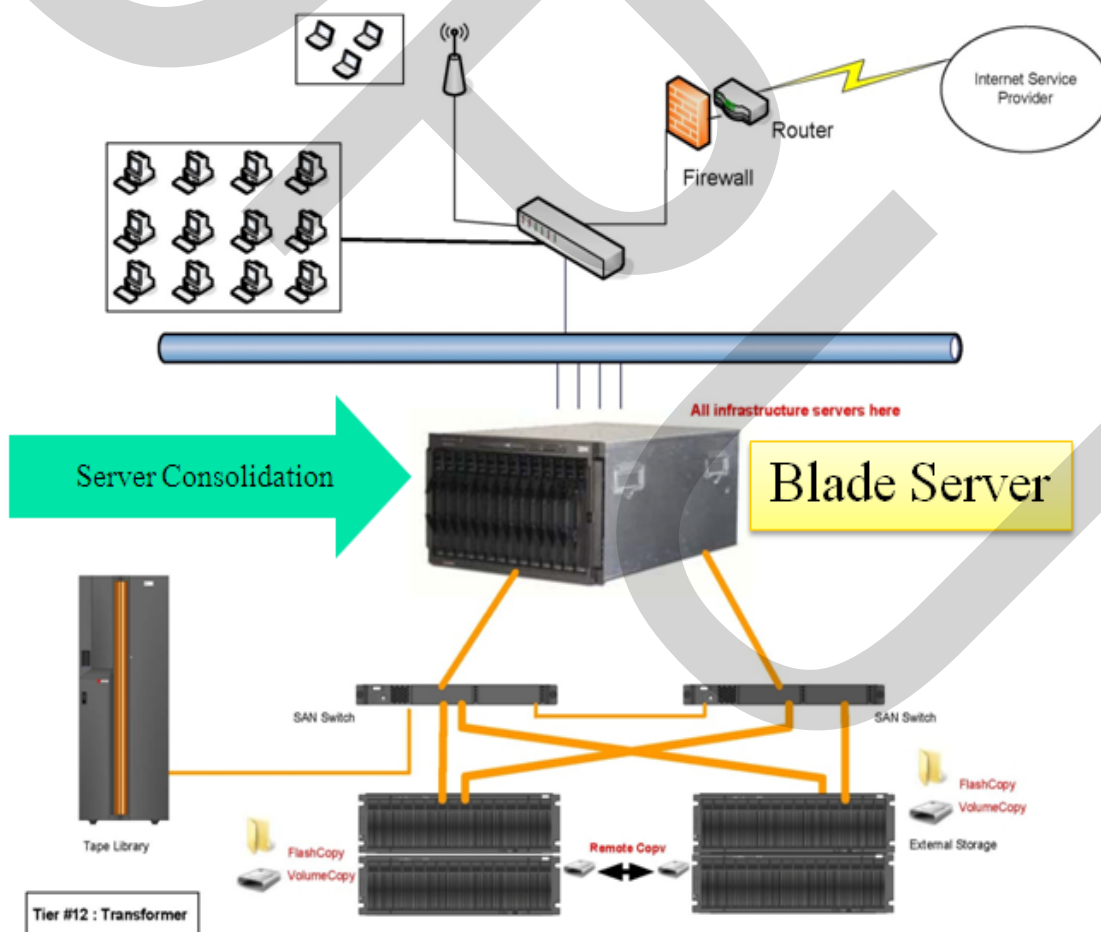 Internet Service
Provider
Router
Firewall
All infrastructure servers here
Server Consolidation
Blade Server
SAN Switch
SAN Switch
FlashCopy
VolumeCopy
Tape Library
FlashCopy
VolumeCopy
Remote Copy
External Storage
Tier #12 : Transformer